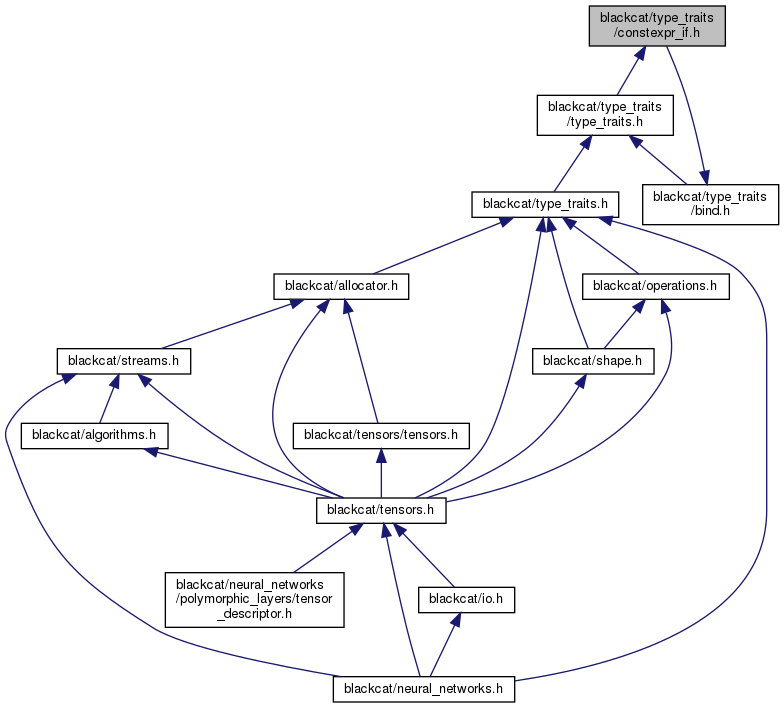 blackcat/type_traits
/constexpr_if.h
blackcat/type_traits
/type_traits.h
blackcat/type_traits
/bind.h
blackcat/type_traits.h
blackcat/allocator.h
blackcat/operations.h
blackcat/streams.h
blackcat/shape.h
blackcat/algorithms.h
blackcat/tensors/tensors.h
blackcat/tensors.h
blackcat/neural_networks
/polymorphic_layers/tensor
_descriptor.h
blackcat/io.h
blackcat/neural_networks.h